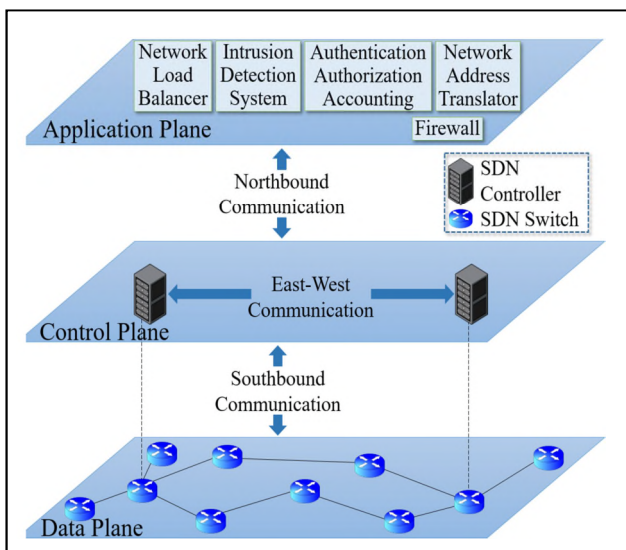 Network
Load
Balancer
Intrusion
Detection
System
Authentication
Authorization
Accounting
Network
Address
Translator
Application Plane
Firewall
Northbound
Communication
SDN
Controller
SDN Switch
East-West
Communication
Control Plane
Southbound
Communication
Data Plane